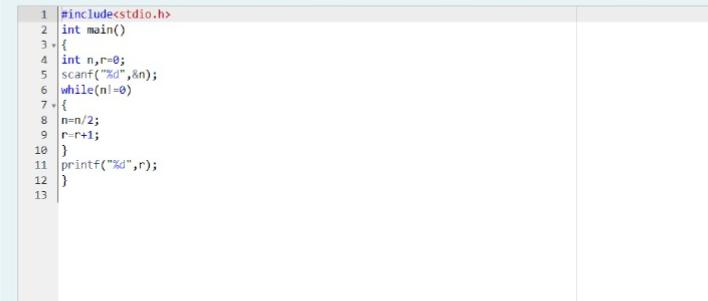 1 #include<stdio.h>
2 int main()
3 {
4 int n,r=0;
5 scanf("%d",&n);
6 while(n!=0)
7 {
8 n=n/2;
9 r=r+1;
10 }
11 printf("%d",r);
12 }
13